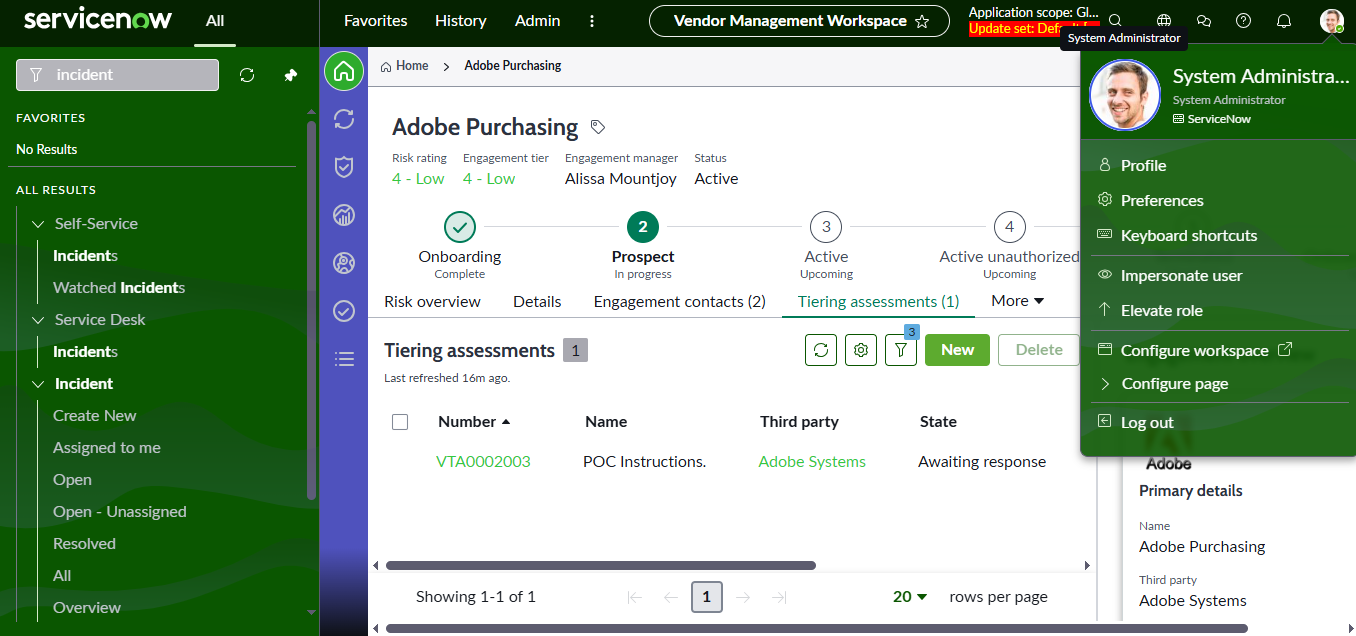 servicenow
All
Favorites
History
Admin
Vendor Management Workspace
Application scope: Gl...
Update set: Def
System Administrator
incident
FAVORITES
No Results
ALL RESULTS
Self-Service
Incidents
Watched Incidents
Service Desk
Incidents
Incident
Create New
Assigned to me
Open
Open - Unassigned
Resolved
All
Overview
Home
Adobe Purchasing
Adobe Purchasing
Risk rating
4 - Low
Engagement tier
4 - Low
Engagement manager
Alissa Mountjoy
Status
Active
Onboarding
Complete
2
Prospect
In progress
3
Active
Upcoming
4
Active unauthorized
Upcoming
Risk overview
Details
Engagement contacts (2)
Tiering assessments (1)
More
Tiering assessments 1
Last refreshed 16m ago.
3
New
Delete
Number
Name
Third party
State
VTA0002003
POC Instructions.
Adobe Systems
Awaiting response
Showing 1-1 of 1
1
20
rows per page
System Administra...
System Administrator
ServiceNow
Profile
Preferences
Keyboard shortcuts
Impersonate user
Elevate role
Configure workspace
Configure page
Log out
Adobe
Primary details
Name
Adobe Purchasing
Third party
Adobe Systems